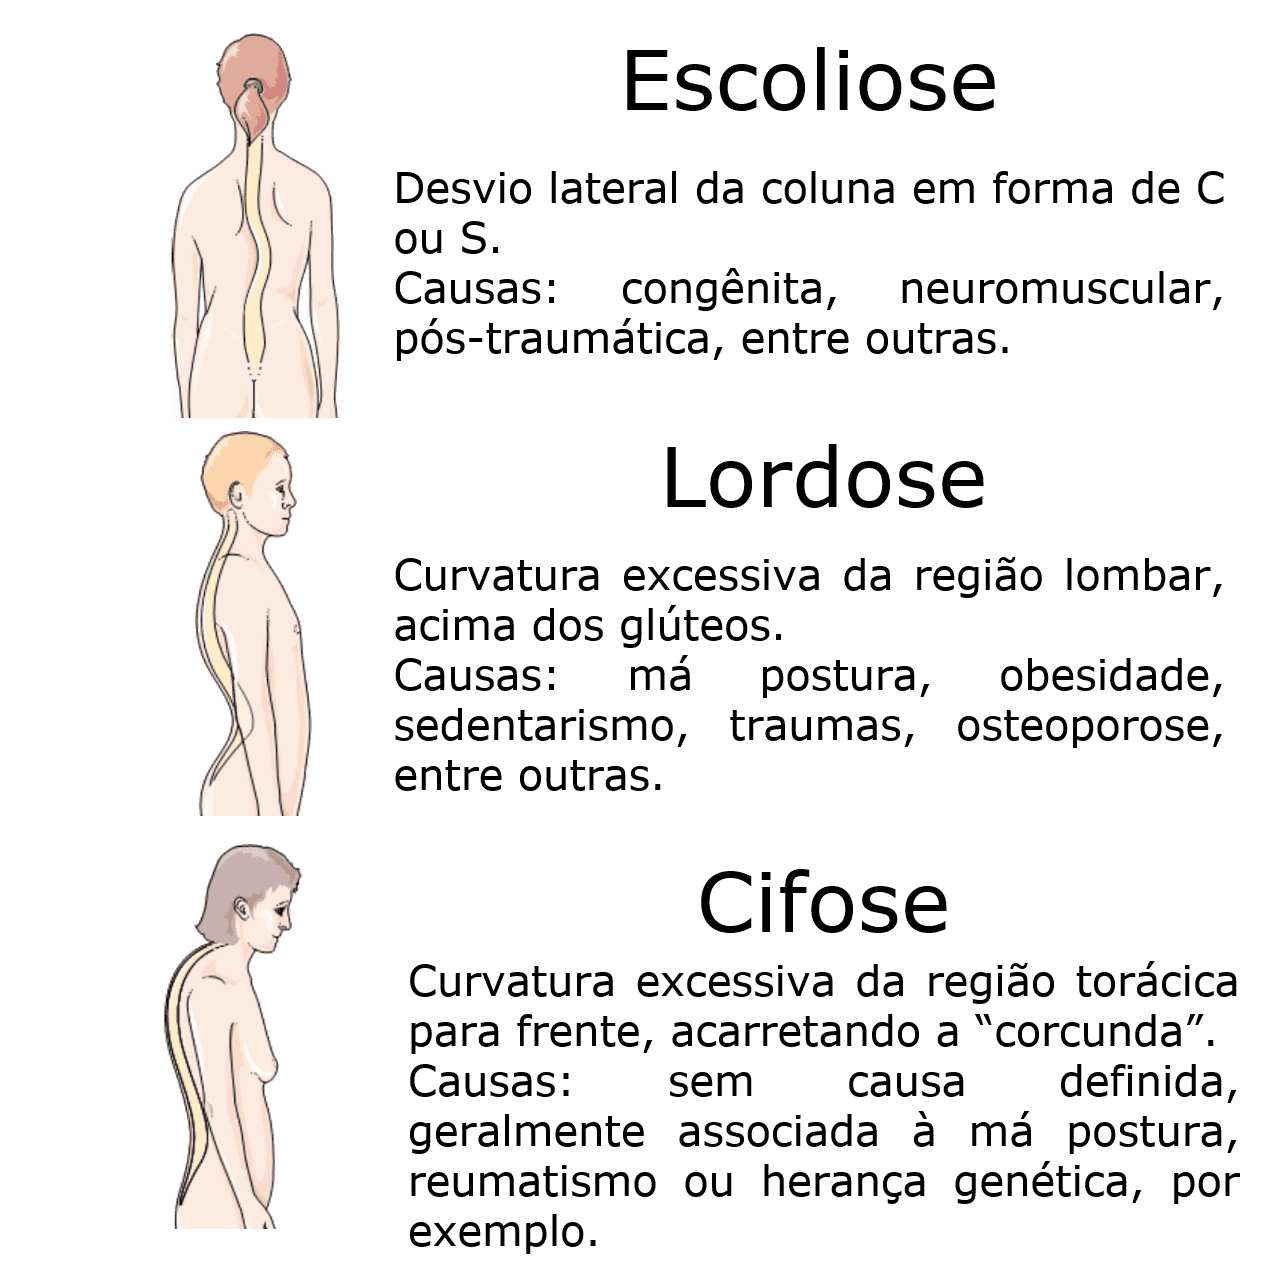 Escoliose
Desvio lateral da coluna em forma de C
ou S.
Causas: congênita, neuromuscular,
pós-traumática, entre outras.
Lordose
Curvatura excessiva da região lombar,
acima dos glúteos.
Causas: má postura, obesidade,
sedentarismo, traumas, osteoporose,
entre outras.
Cifose
Curvatura excessiva da região torácica
para frente, acarretando a “corcunda”.
Causas: sem causa definida,
geralmente associada à má postura,
reumatismo ou herança genética, por
exemplo.